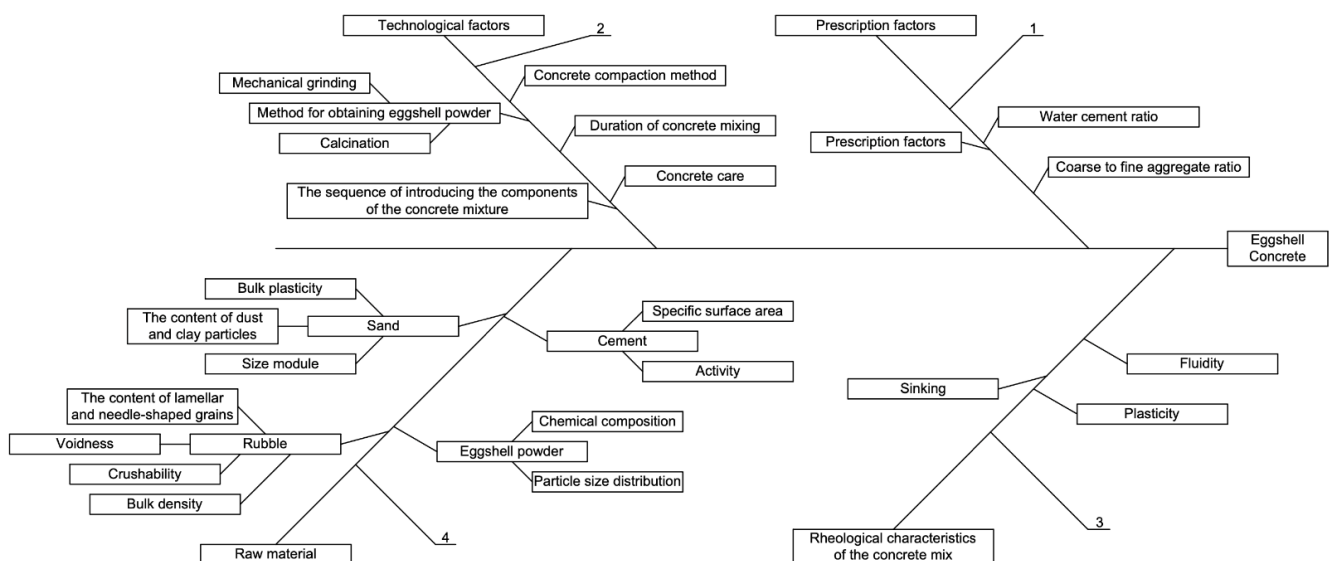 Technological factors
2
Prescription factors
1
Mechanical grinding
Concrete compaction method
Method for obtaining eggshell powder
Calcination
Duration of concrete mixing
Water cement ratio
Prescription factors
Concrete care
Coarse to fine aggregate ratio
The sequence of introducing the components
of the concrete mixture
Eggshell
Concrete
Bulk plasticity
The content of dust
and clay particles
Sand
Size module
Specific surface area
Cement
Activity
Fluidity
Sinking
Plasticity
The content of lamellar
and needle-shaped grains
Voidness
Rubble
Crushability
Bulk density
Chemical composition
Eggshell powder
Particle size distribution
Raw material
4
Rheological characteristics
of the concrete mix
3